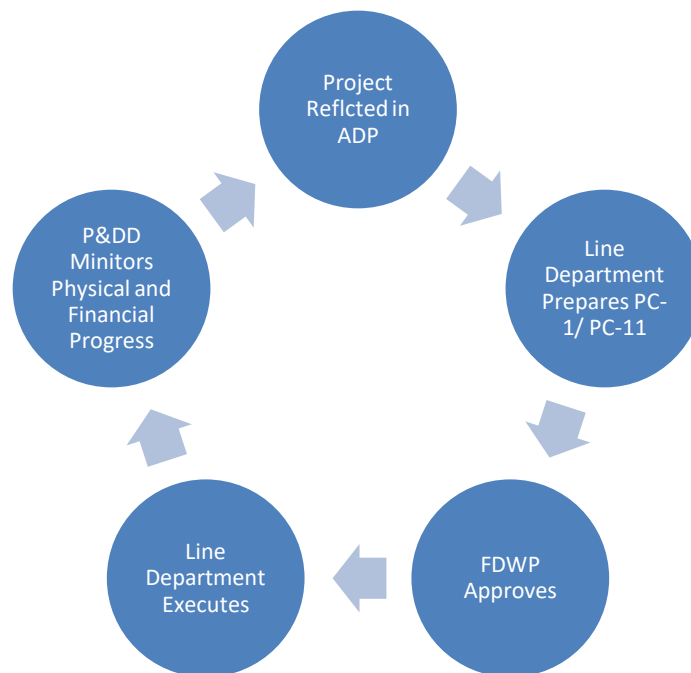 Project
Reflcted in
ADP
Line
Department
Prepares PC-
1/ PC-11
FDWP
Approves
Line
Department
Executes
P&DD
Minitors
Physical and
Financial
Progress